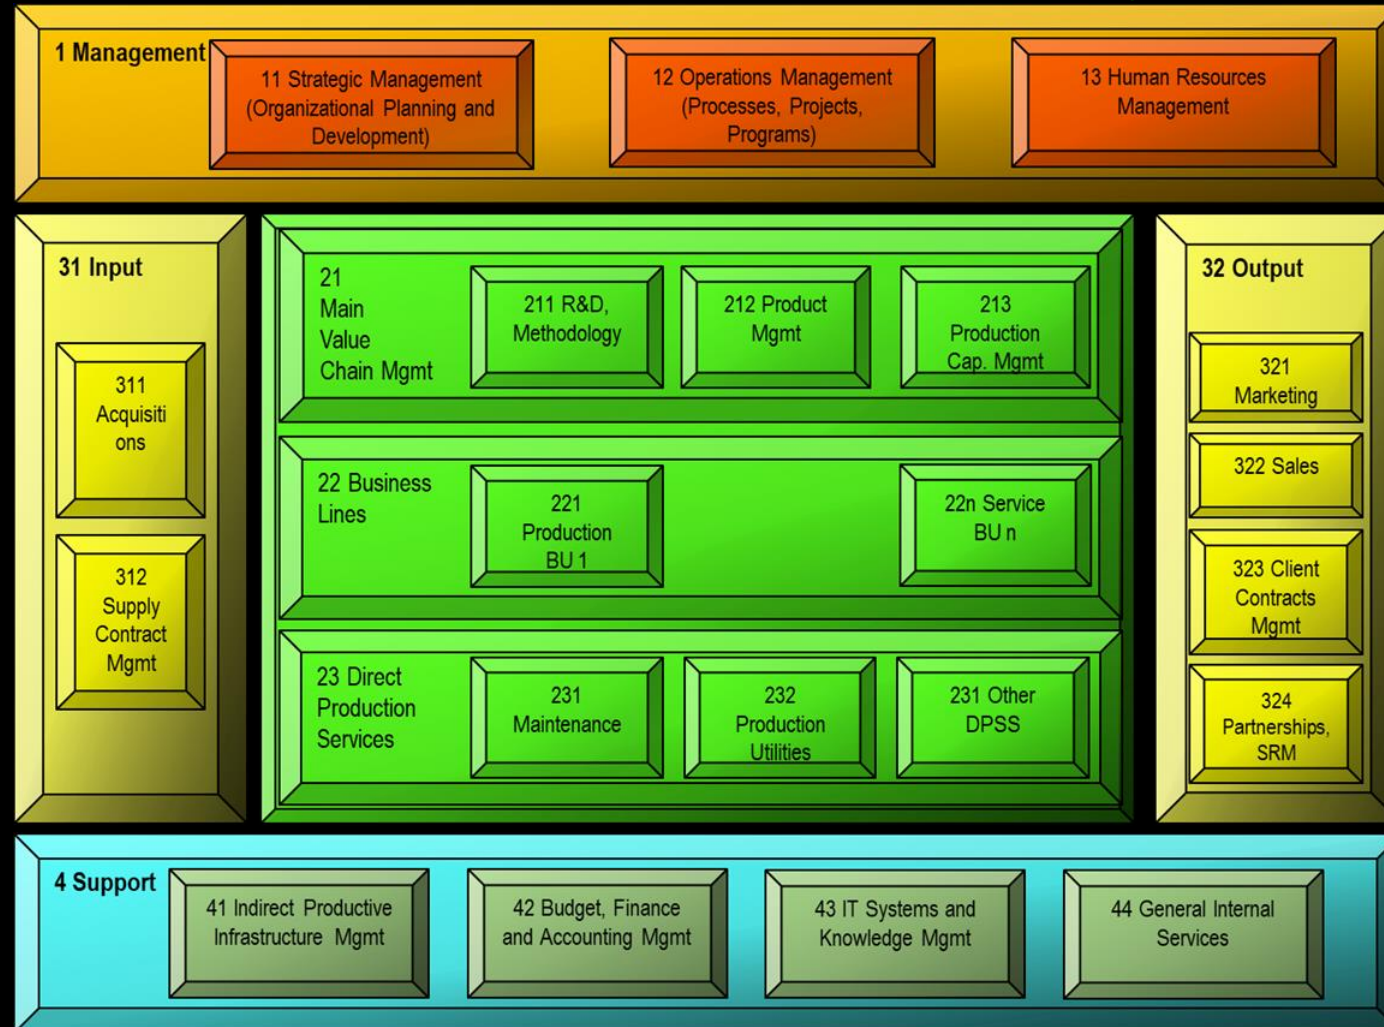 1 Management
11 Strategic Management
(Organizational Planning and
Development)
12 Operations Management
(Processes, Projects,
Programs)
13 Human Resources
Management
31 Input
311
Acquisiti
ons
312
Supply
Contract
Mgmt
21
Main
Value
Chain Mgmt
211 R&D,
Methodology
212 Product
Mgmt
213
Production
Cap. Mgmt
22 Business
Lines
221
Production
BU 1
22n Service
BU n
23 Direct
Production
Services
231
Maintenance
232
Production
Utilities
231 Other
DPSS
32 Output
321
Marketing
322 Sales
323 Client
Contracts
Mgmt
324
Partnerships,
SRM
4 Support
41 Indirect Productive
Infrastructure Mgmt
42 Budget, Finance
and Accounting Mgmt
43 IT Systems and
Knowledge Mgmt
44 General Internal
Services